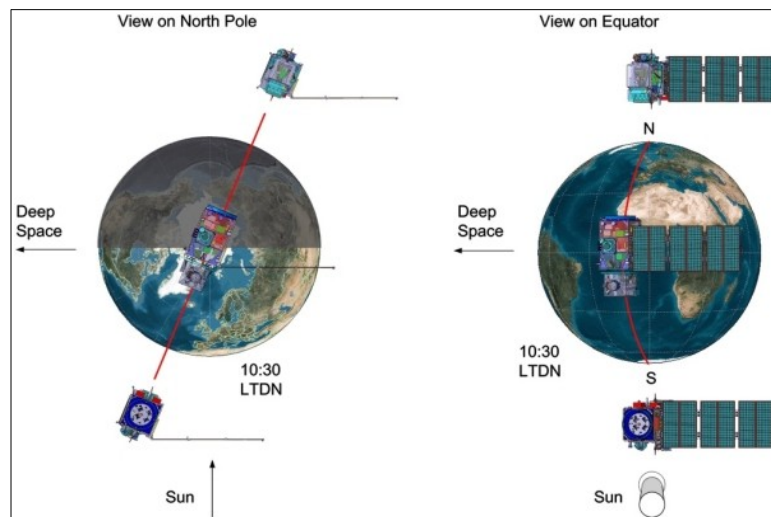 View on North Pole
View on Equator
N
Deep
Space
Deep
Space
10:30
LTDN
10:30
LTDN
S
Sun
Sun